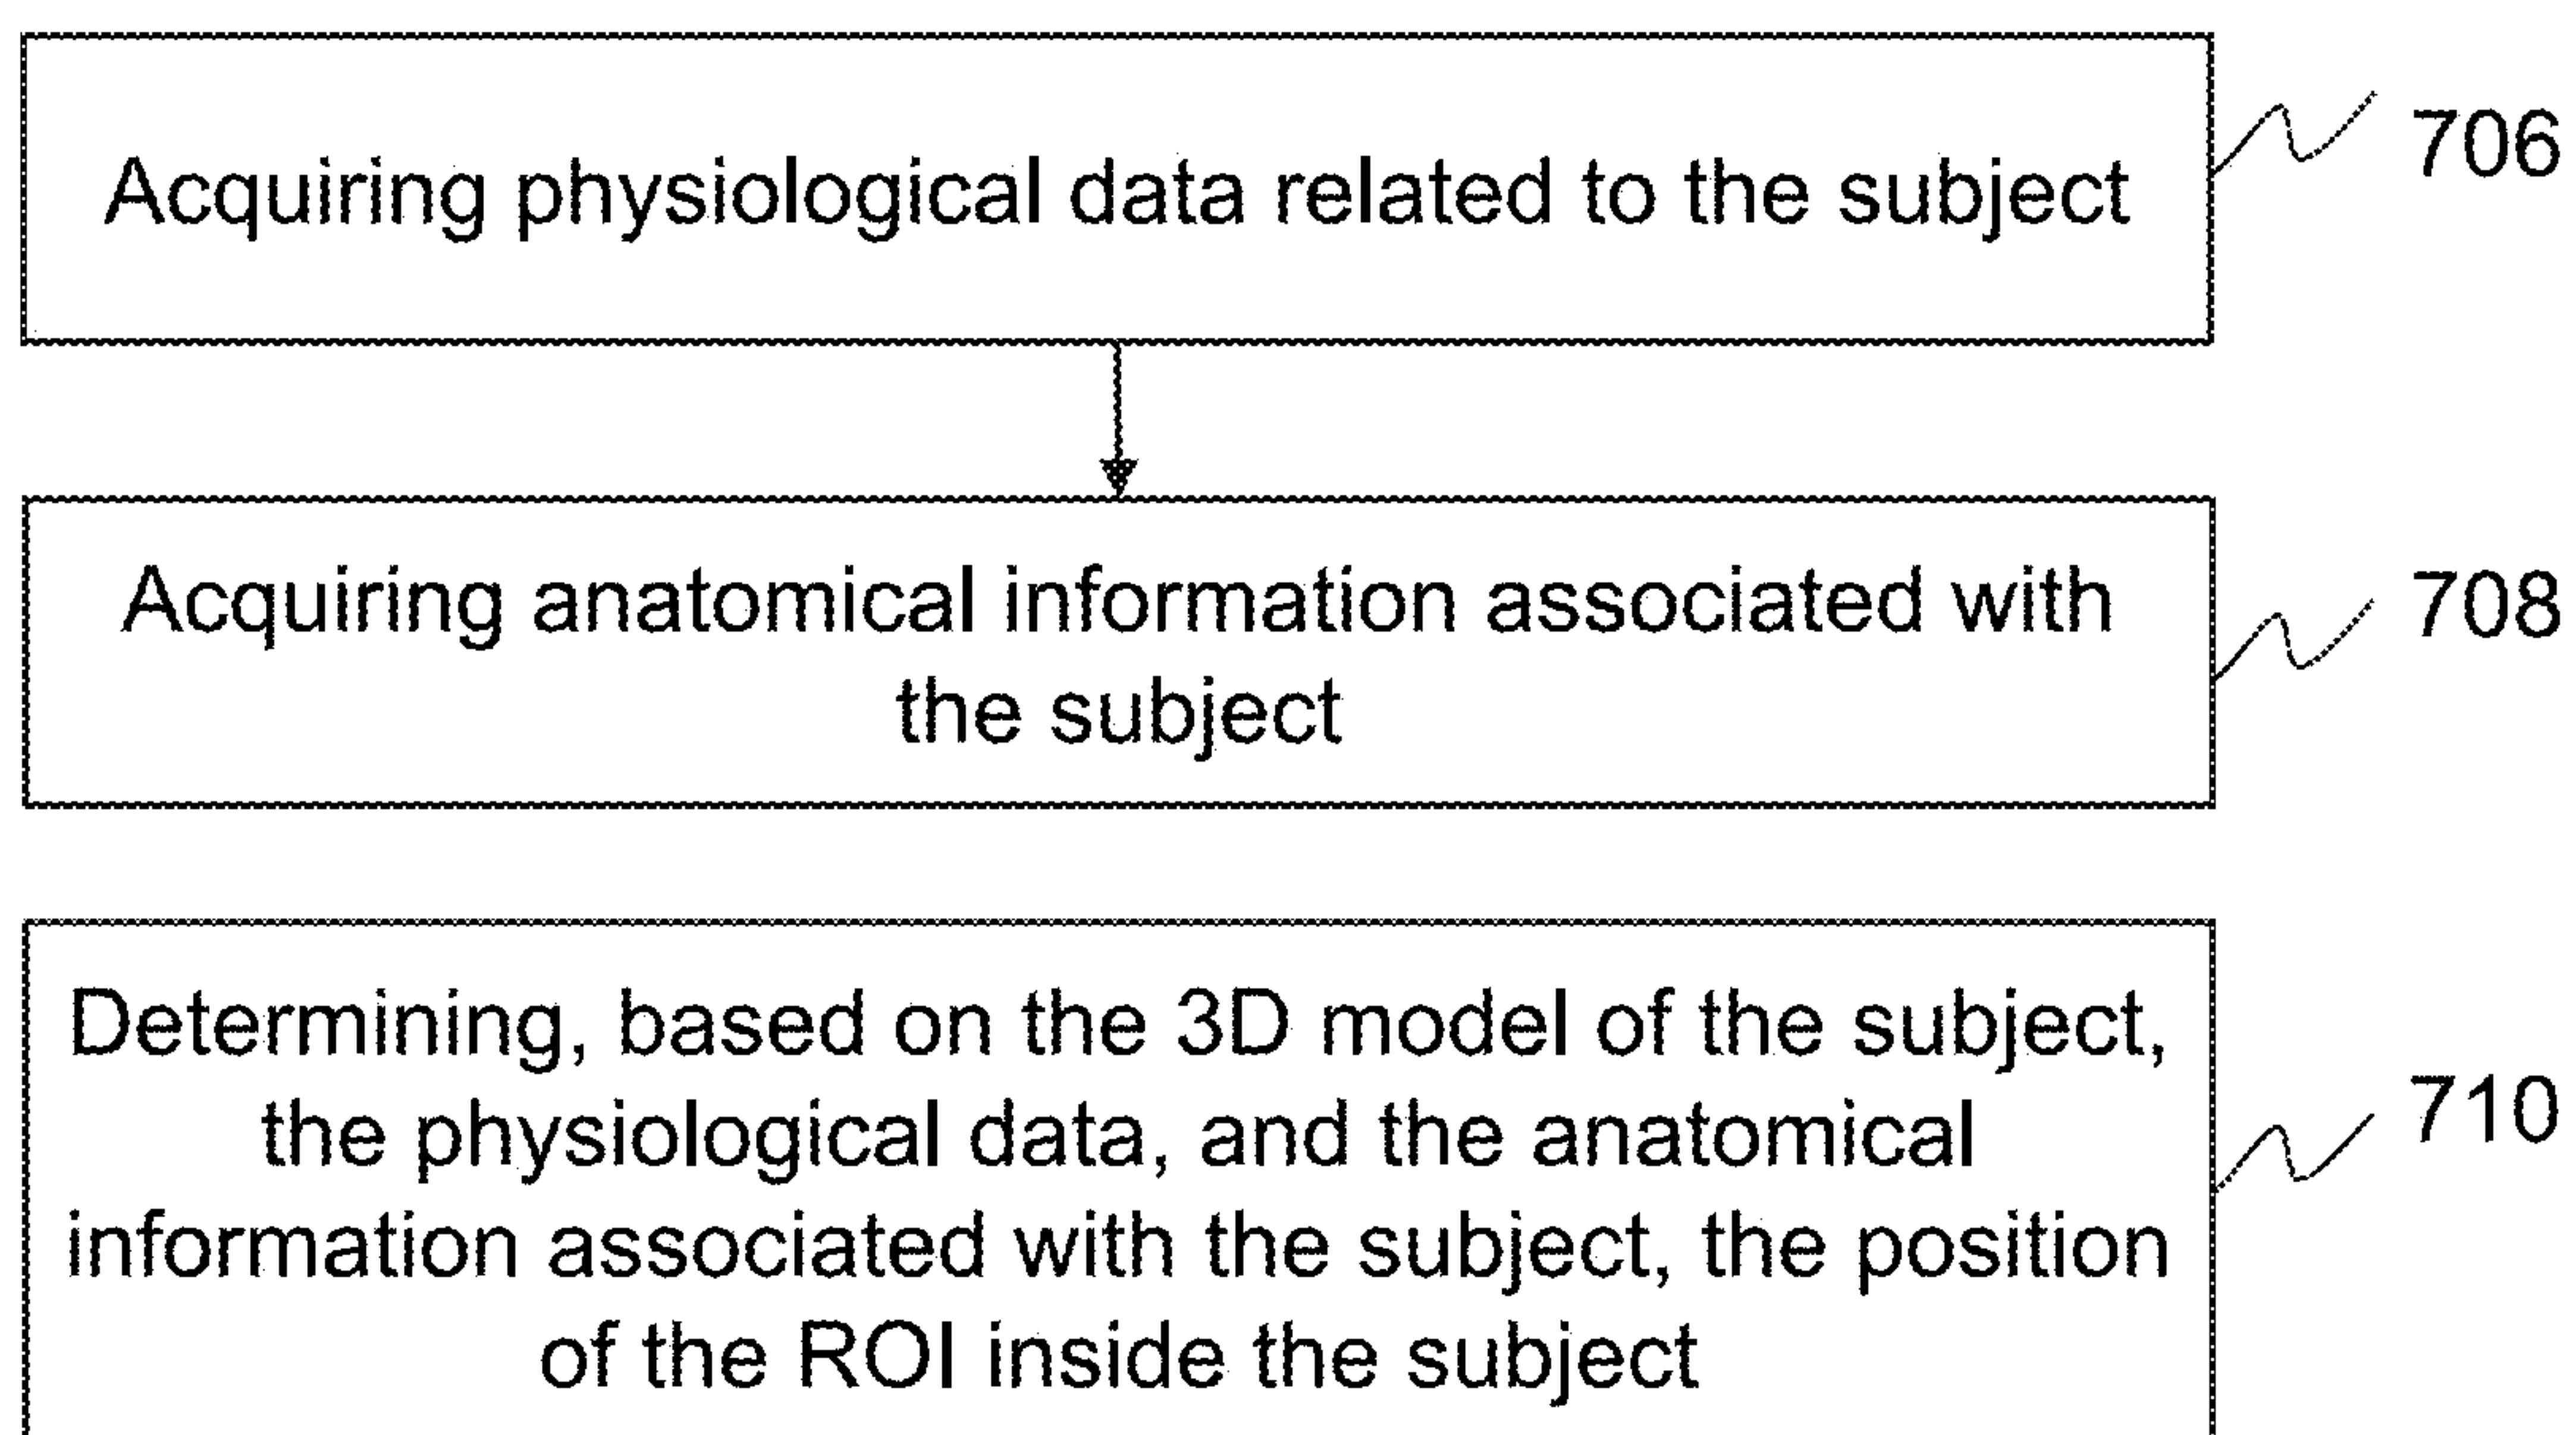 Acquiring physiological data related to the subject
706
Acquiring anatomical information associated with
the subject
708
Determining, based on the 3D model of the subject,
the physiological data, and the anatomical
information associated with the subject, the position
of the ROI inside the subject
710